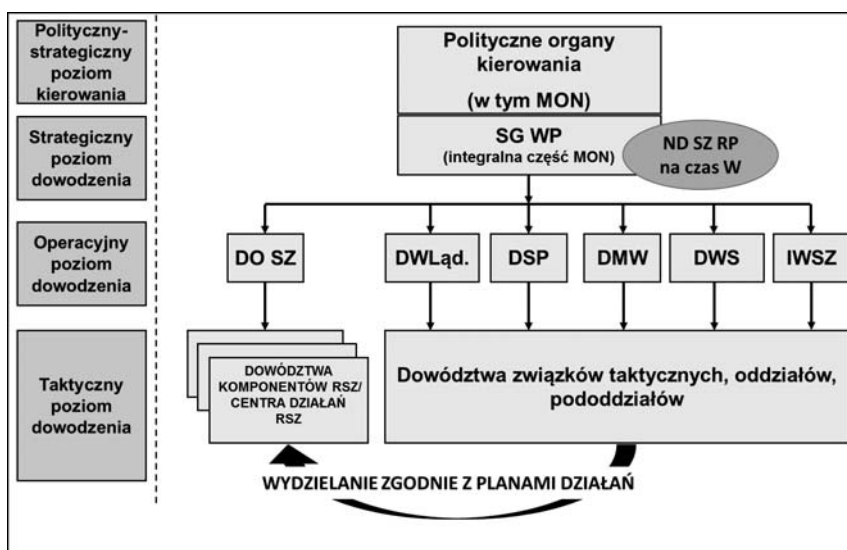 Polityczny-
strategiczny
poziom
kierowania
Strategiczny
poziom
dowodzenia
Operacyjny
poziom
dowodzenia
Taktyczny
poziom
dowodzenia
Polityczne organy
kierowania
(w tym MON)
SG WP
(integralna część MON)
ND SZ RP
na czas W
DO SZ
DWLąd.
DSP
DMW
DWS
IWSZ
DOWÓDZTWA
KOMPONENTÓW RSZ/
CENTRA DZIAŁAŃ
RSZ
Dowództwa związków taktycznych, oddziałów,
pododdziałów
WYDZIELANIE ZGODNIE Z PLANAMI DZIAŁAŃ